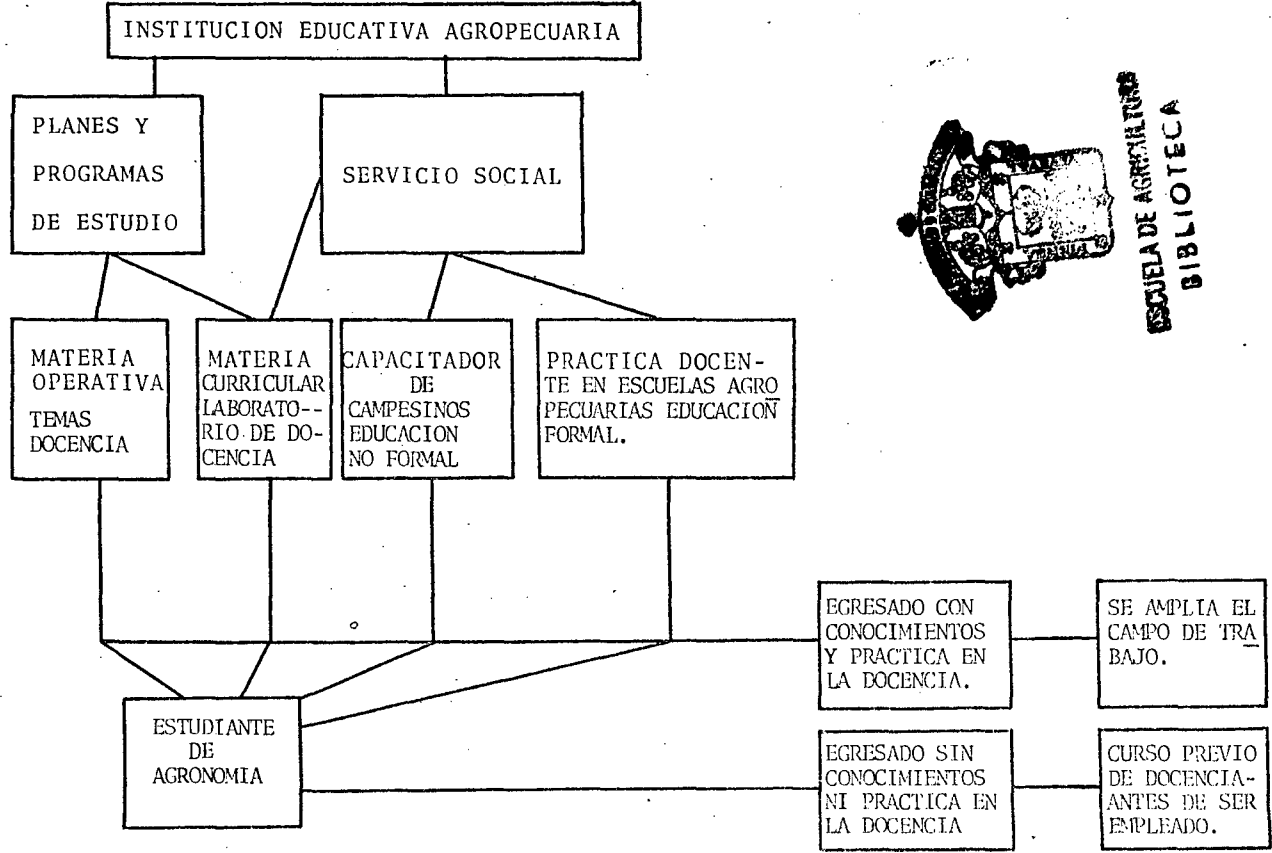 INSTITUCION EDUCATIVA AGROPECUARIA
PLANES Y
PROGRAMAS
DE ESTUDIO
SERVICIO SOCIAL
ESCUELA DE AGRICULTURA
BIBLIOTECA
MATERIA
OPERATIVA
TEMAS
DOCENCIA
MATERIA
CURRICULAR
LABORATO--
RIO DE DO-
CENCIA
CAPACITADOR
DE
CAMPESINOS
EDUCACION
NO FORMAL
PRACTICA DOCEN-
TE EN ESCUELAS AGRO
PECUARIAS EDUCACION
FORMAL.
EGRESADO CON
CONOCIMIENTOS
Y PRACTICA EN
LA DOCENCIA.
SE AMPLIA EL
CAMPO DE TRA
BAJO.
ESTUDIANTE
DE
AGRONOMIA
EGRESADO SIN
CONOCIMIENTOS
NI PRACTICA EN
LA DOCENCIA
CURSO PREVIO
DE DOCENCIA-
ANTES DE SER
EMPLEADO.